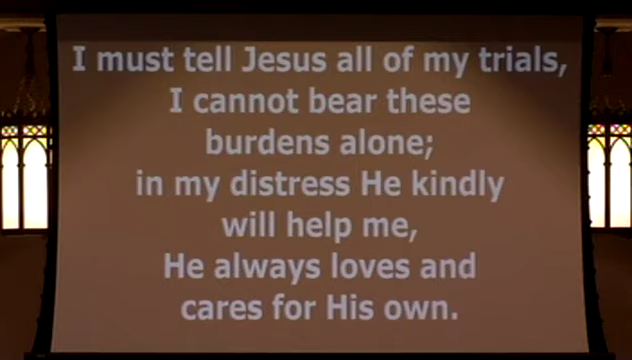 I must tell Jesus all of my trials,
I cannot bear these
burdens alone;
in my distress He kindly
will help me,
He always loves and
cares for His own.